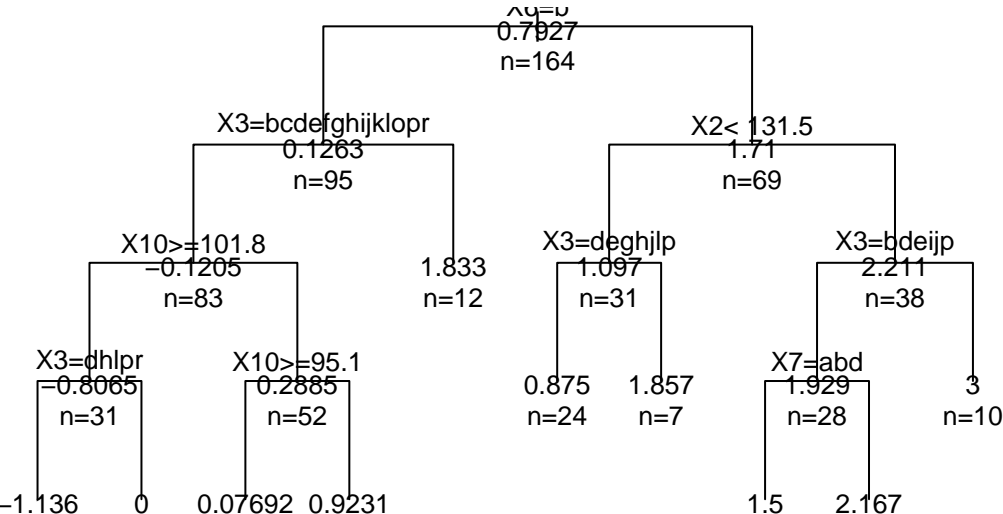 X6=b
0.7927
n=164
X3=bcdefghijklopr
0.1263
n=95
X2< 131.5
1.71
n=69
X10>=101.8
−0.1205
n=83
1.833
n=12
X3=deghjlp
1.097
n=31
X3=bdeijp
2.211
n=38
X3=dhlpr
−0.8065
n=31
X10>=95.1
0.2885
n=52
0.875
n=24
1.857
n=7
X7=abd
1.929
n=28
3
n=10
−1.136
0
0.07692
0.9231
1.5
2.167